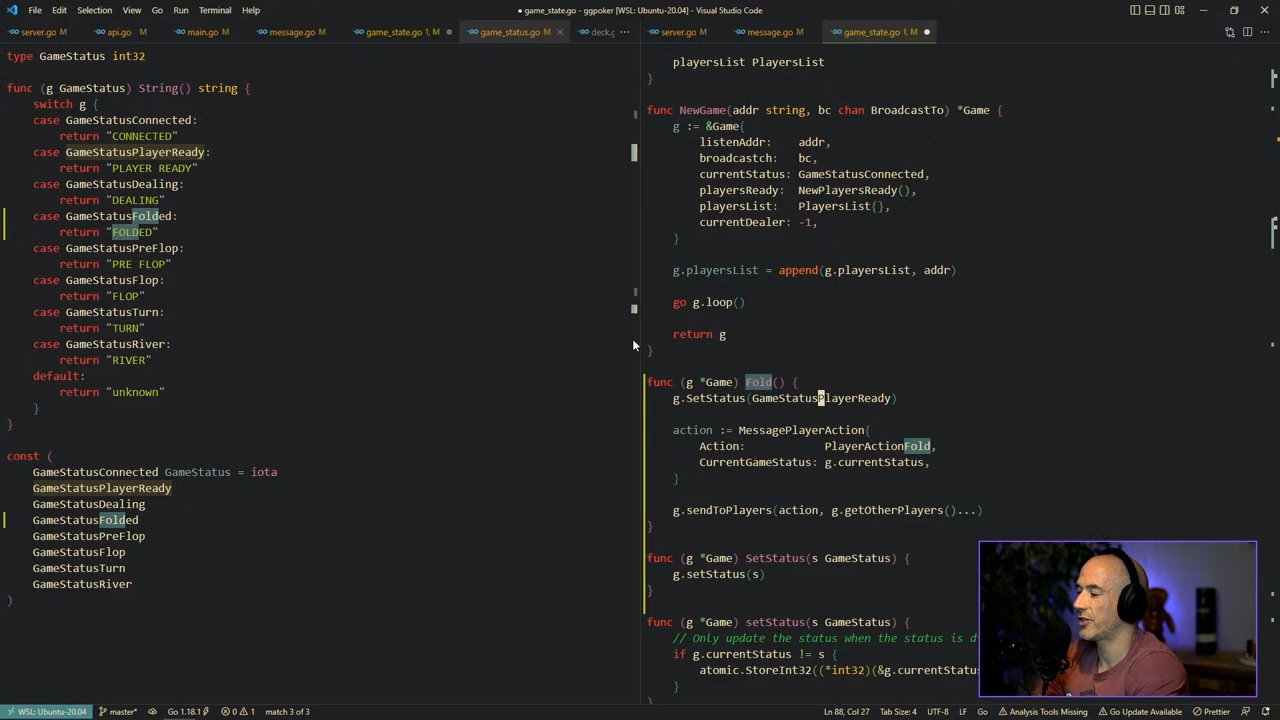 File Edit Selection View Go Run Terminal Help
● game_state.go - ggpoker [WSL: Ubuntu-20.04] - Visual Studio Code
server.go M api.go main.go M message.go M game_state.go 1, M game_status.go M deck.g
server.go M message.go M game_state.go 1, M
type GameStatus int32
func (g GameStatus) String() string {
switch g {
case GameStatusConnected:
return "CONNECTED"
case GameStatusPlayerReady:
return "PLAYER READY"
case GameStatusDealing:
return "DEALING"
case GameStatusFolded:
return "FOLDED"
case GameStatusPreFlop:
return "PRE FLOP"
case GameStatusFlop:
return "FLOP"
case GameStatusTurn:
return "TURN"
case GameStatusRiver:
return "RIVER"
default:
return "unknown"
}
}
const (
GameStatusConnected GameStatus = iota
GameStatusPlayerReady
GameStatusDealing
GameStatusFolded
GameStatusPreFlop
GameStatusFlop
GameStatusTurn
GameStatusRiver
)
playersList PlayersList
}
func NewGame(addr string, bc chan BroadcastTo) *Game {
g := &Game{
listenAddr: addr,
broadcastch: bc,
currentStatus: GameStatusConnected,
playersReady: NewPlayersReady(),
playersList: PlayersList{},
currentDealer: -1,
}
g.playersList = append(g.playersList, addr)
go g.loop()
return g
}
func (g *Game) Fold() {
g.SetStatus(GameStatusPlayerReady)
action := MessagePlayerAction{
Action: PlayerActionFold,
CurrentGameStatus: g.currentStatus,
}
g.sendToPlayers(action, g.getOtherPlayers()...)
}
func (g *Game) SetStatus(s GameStatus) {
g.setStatus(s)
}
func (g *Game) setStatus(s GameStatus) {
// Only update the status when the status is d
if g.currentStatus != s {
atomic.StoreInt32((*int32)(&g.currentStatus
}
WSL: Ubuntu-20.04 master* Go 1.18.1 0 1 match 3 of 3 Ln 88, Col 27 Tab Size: 4 UTF-8 LF Go Analysis Tools Missing Go Update Available Prettier